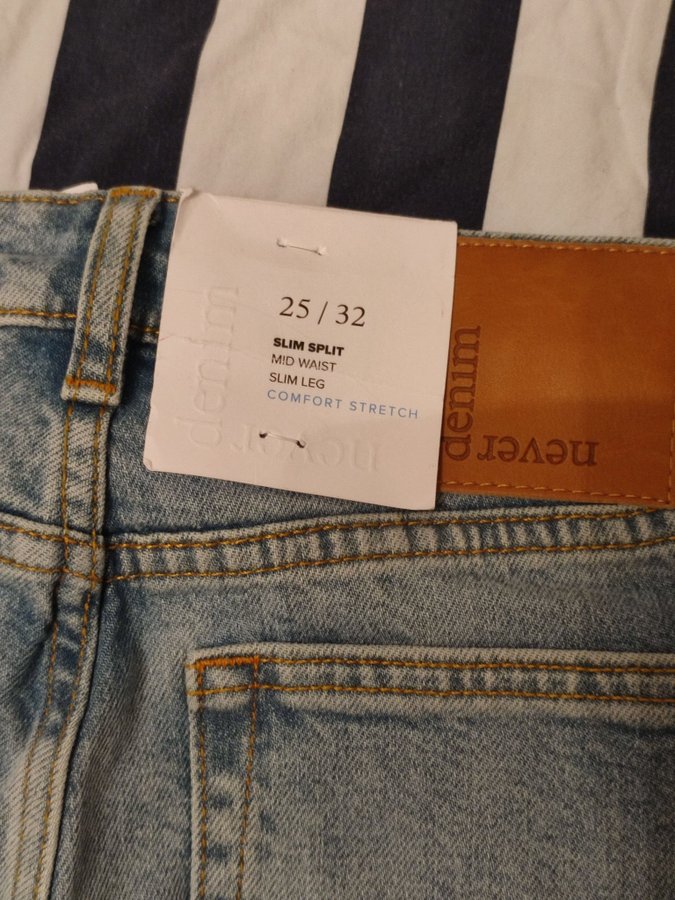 25 / 32
SLIM SPLIT
MID WAIST
SLIM LEG
COMFORT STRETCH
never
denim
never
denim